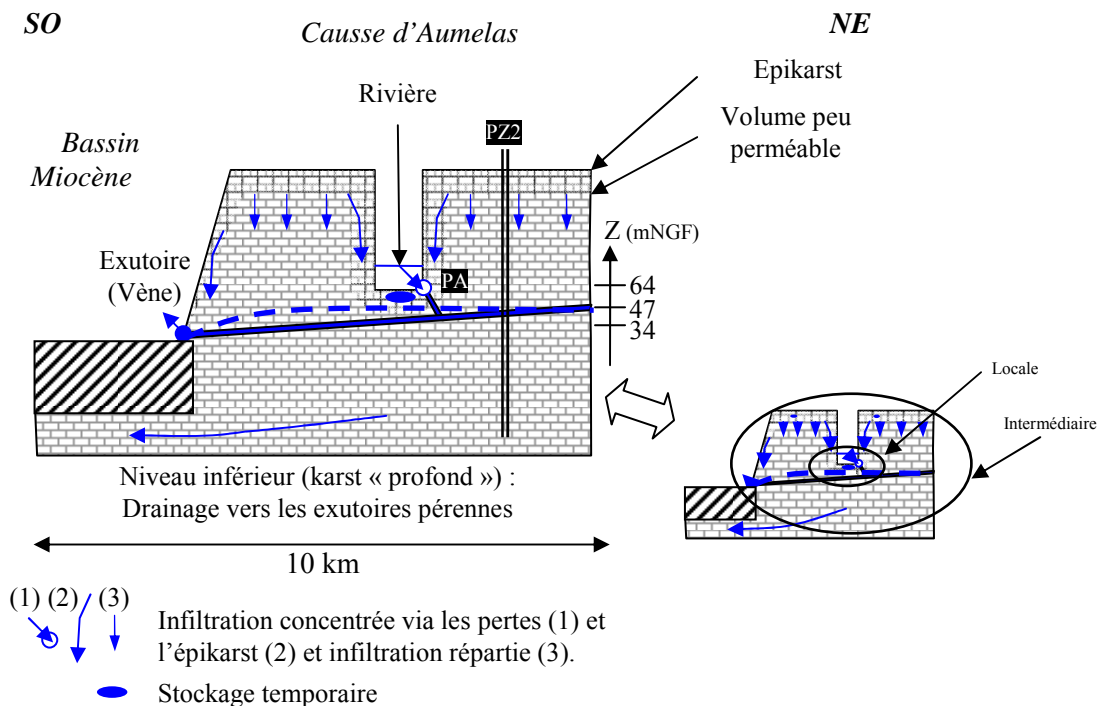 SO
Causse d'Aumelas
NE
Epikarst
Rivière
Volume peu
perméable
PZ2
Bassin
Miocène
Z (mNGF)
Exutoire
(Vène)
PA
64
47
34
Locale
Intermédiaire
Niveau inférieur (karst « profond ») :
Drainage vers les exutoires pérennes
10 km
(1) (2) (3)
Infiltration concentrée via les pertes (1) et
l'épikarst (2) et infiltration répartie (3).
Stockage temporaire